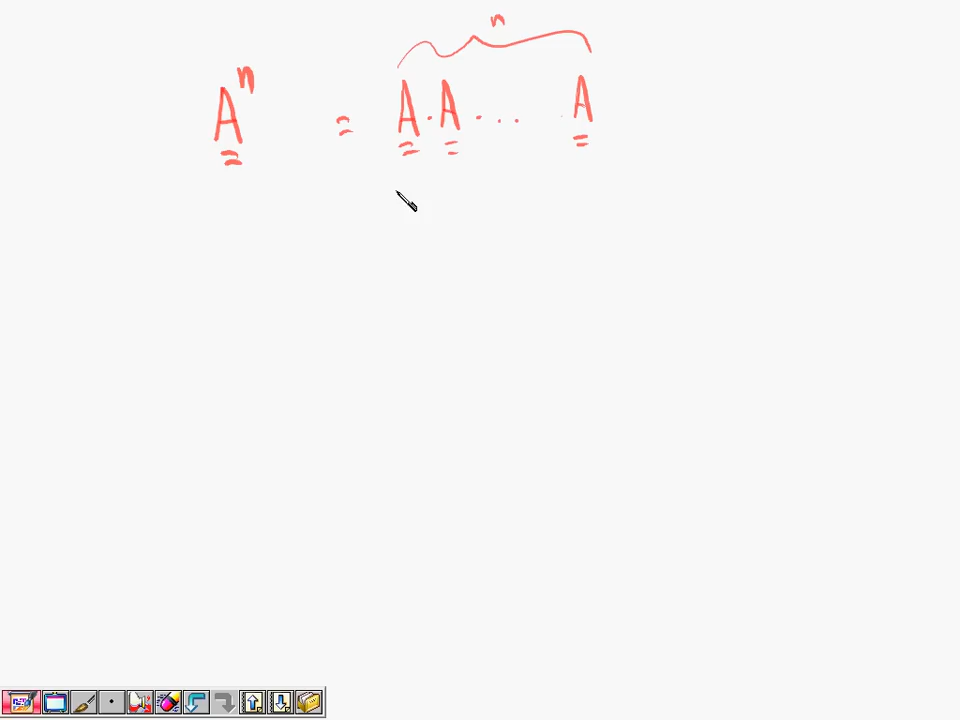 n
A^n = A · A · . . . A